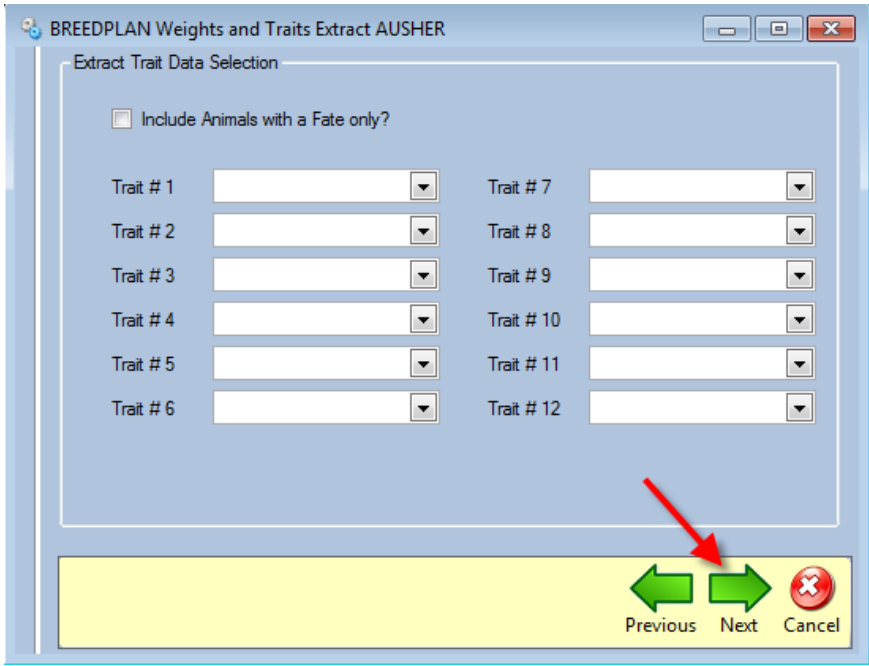 BREEDPLAN Weights and Traits Extract AUSHER
Extract Trait Data Selection
Include Animals with a Fate only?
Trait # 1
Trait # 7
Trait # 2
Trait # 8
Trait # 3
Trait # 9
Trait # 4
Trait # 10
Trait # 5
Trait # 11
Trait # 6
Trait # 12
Previous Next Cancel